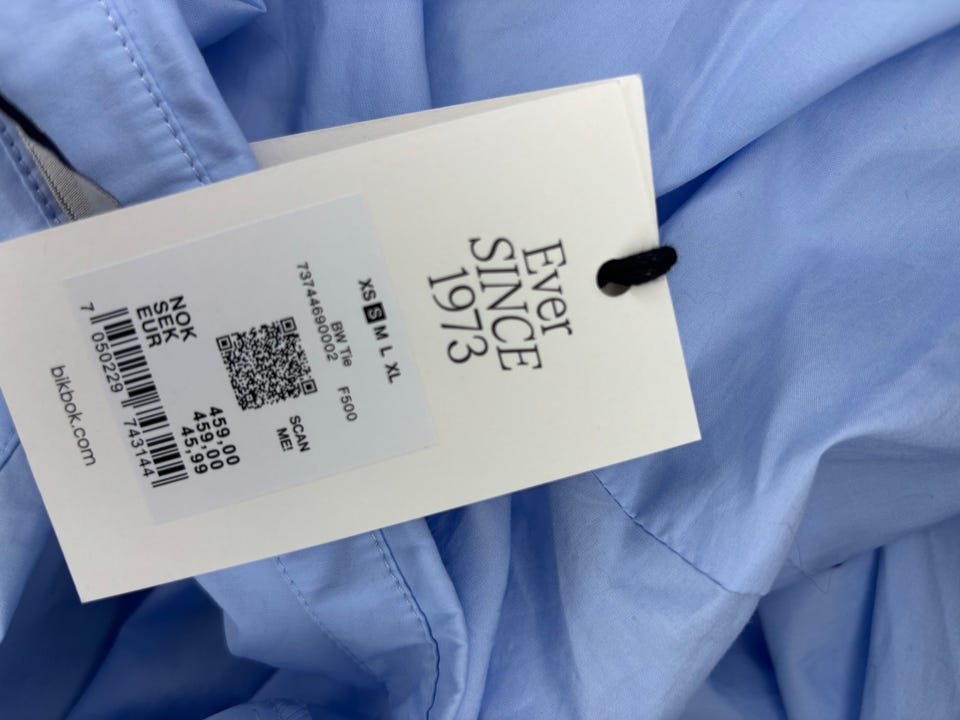 Ever
SINCE
1973
XS S M L XL
BW Tie F500
73744690002
SCAN
ME!
NOK 459,00
SEK 459,00
EUR 45,99
7 050229 743144
bikbok.com